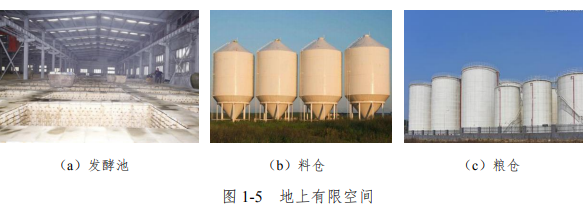 (a) 发酵池
(b) 料仓
(c) 粮仓
图 1-5 地上有限空间